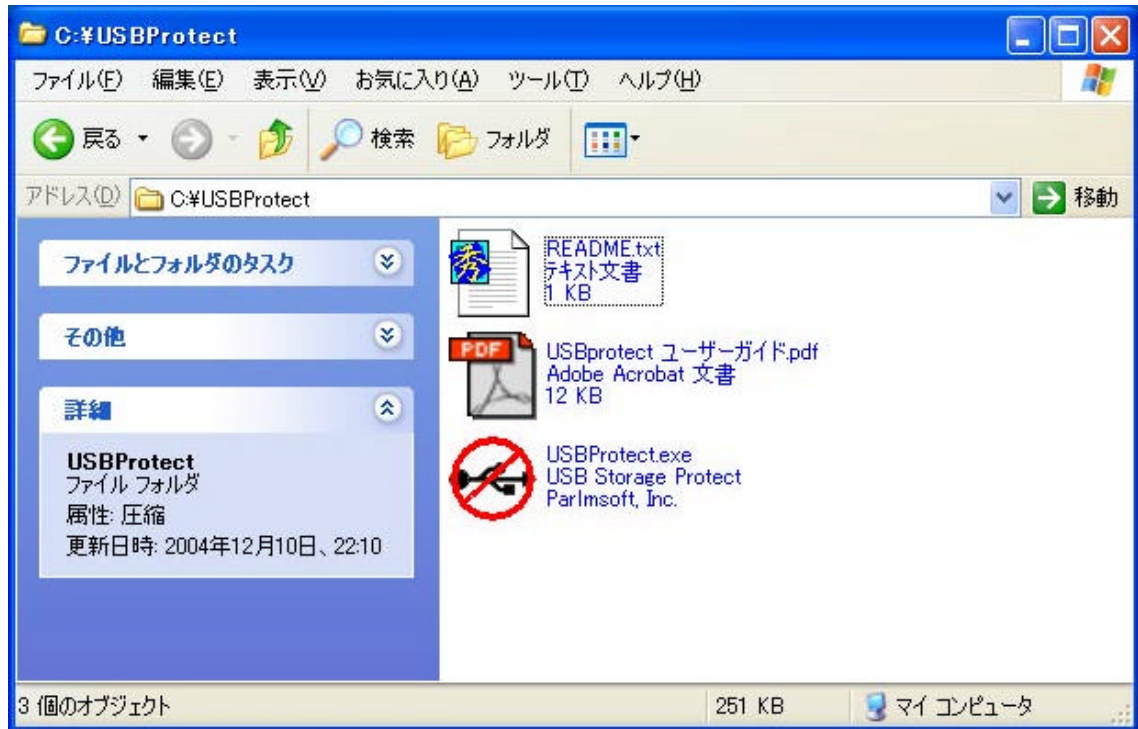 C:¥USBProtect
ファイル(F) 編集(E) 表示(V) お気に入り(A) ツール(T) ヘルプ(H)
戻る 検索 フォルダ
アドレス(D) C:¥USBProtect 移動
ファイルとフォルダのタスク
その他
詳細
USBProtect
ファイル フォルダ
属性: 圧縮
更新日時: 2004年12月10日、22:10
秀
README.txt
テキスト文書
1 KB
PDF
USBprotect ユーザーガイド.pdf
Adobe Acrobat 文書
12 KB
USBProtect.exe
USB Storage Protect
Parlmsoft, Inc.
3 個のオブジェクト 251 KB マイ コンピュータ